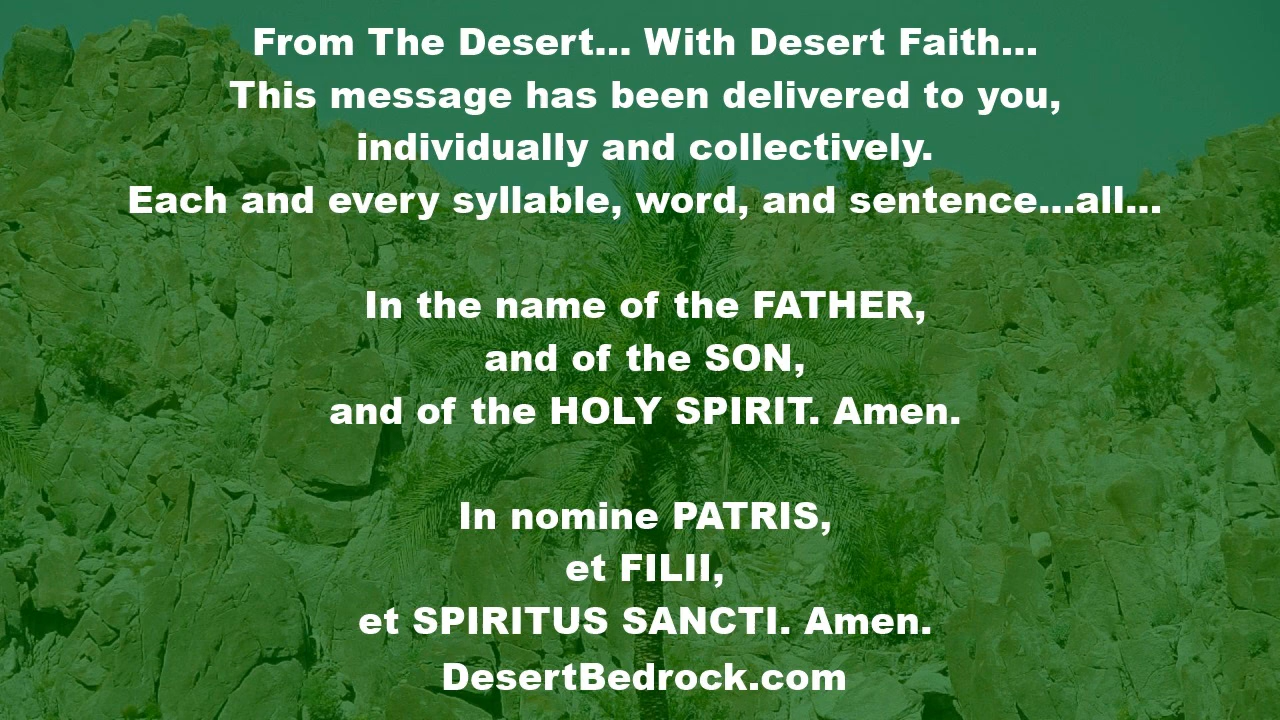 From The Desert... With Desert Faith...
This message has been delivered to you,
individually and collectively.
Each and every syllable, word, and sentence...all...
In the name of the FATHER,
and of the SON,
and of the HOLY SPIRIT. Amen.
In nomine PATRIS,
et FILII,
et SPIRITUS SANCTI. Amen.
DesertBedrock.com